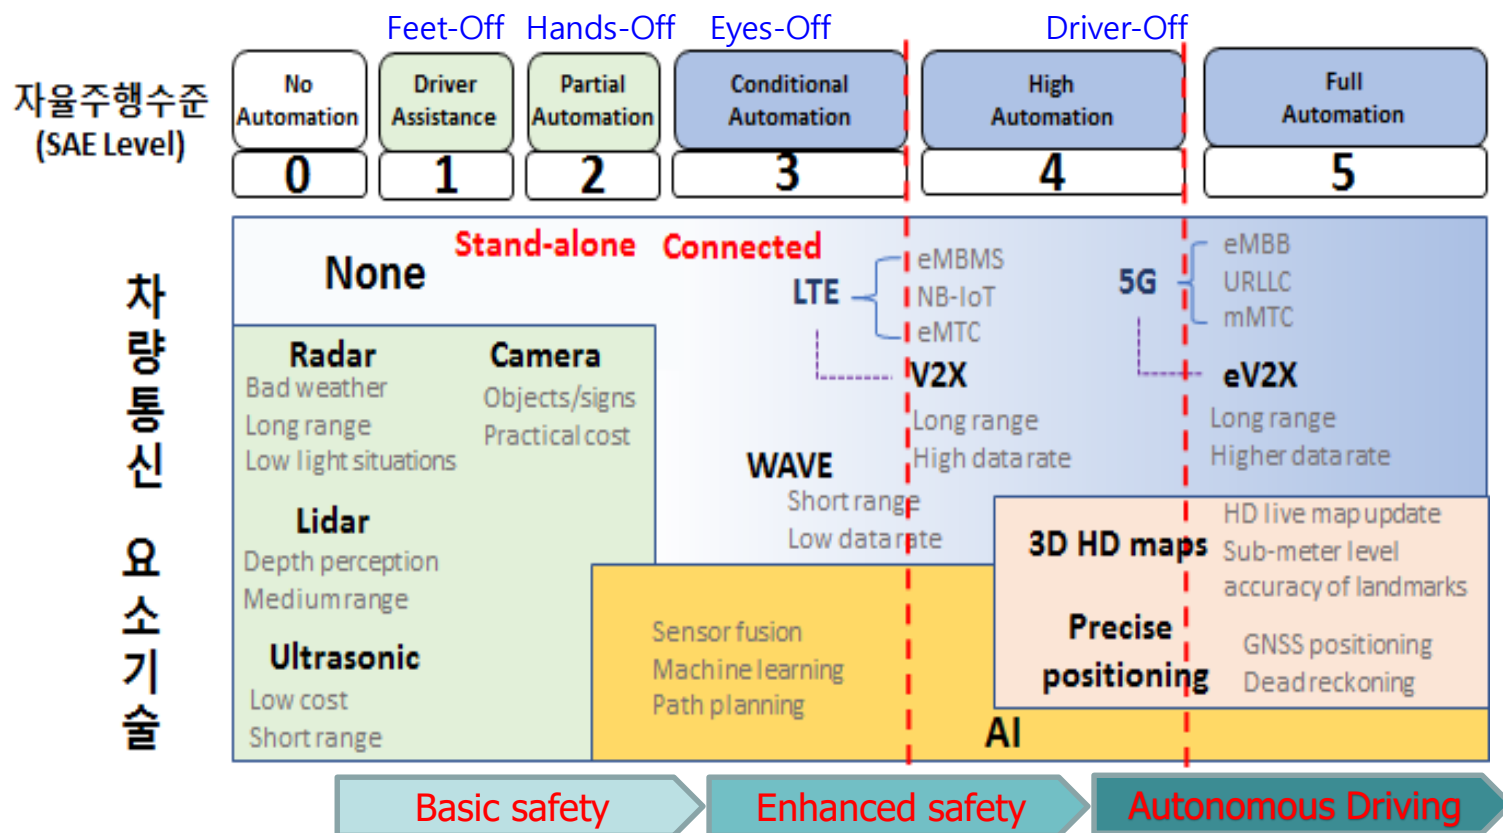 Feet-Off Hands-Off Eyes-Off Driver-Off
자율주행수준
(SAE Level)
No
Automation
0
Driver
Assistance
1
Partial
Automation
2
Conditional
Automation
3
High
Automation
4
Full
Automation
5
차량통신 요소기술
Stand-alone Connected
None
LTE
eMBMS
NB-IoT
eMTC
V2X
Long range
High data rate
5G
eMBB
URLLC
mMTC
eV2X
Long range
Higher data rate
Radar
Bad weather
Long range
Low light situations
Camera
Objects/signs
Practical cost
WAVE
Short range
Low data rate
Lidar
Depth perception
Medium range
Ultrasonic
Low cost
Short range
3D HD maps
HD live map update
Sub-meter level
accuracy of landmarks
Precise
positioning
GNSS positioning
Dead reckoning
Sensor fusion
Machine learning
Path planning
AI
Basic safety
Enhanced safety
Autonomous Driving